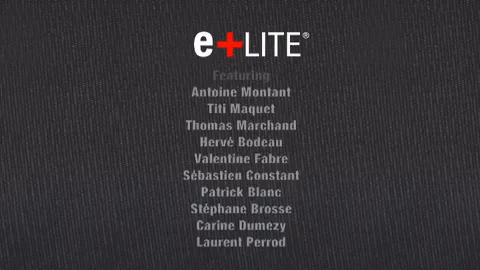 e+LITE®
Featuring
Antoine Montant
Titi Maquet
Thomas Marchand
Hervé Bodeau
Valentine Fabre
Sébastien Constant
Patrick Blanc
Stéphane Brosse
Carine Dumezy
Laurent Perrod